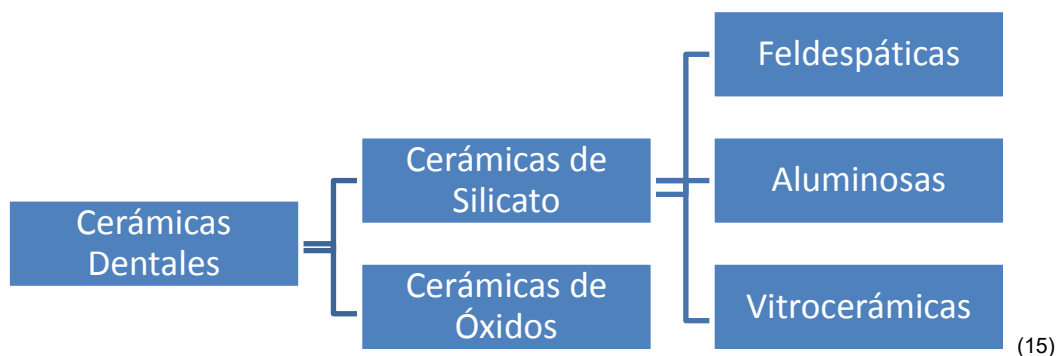 Cerámicas
Dentales
Cerámicas de
Silicato
Cerámicas de
Óxidos
Feldespáticas
Aluminosas
Vitrocerámicas
(15)